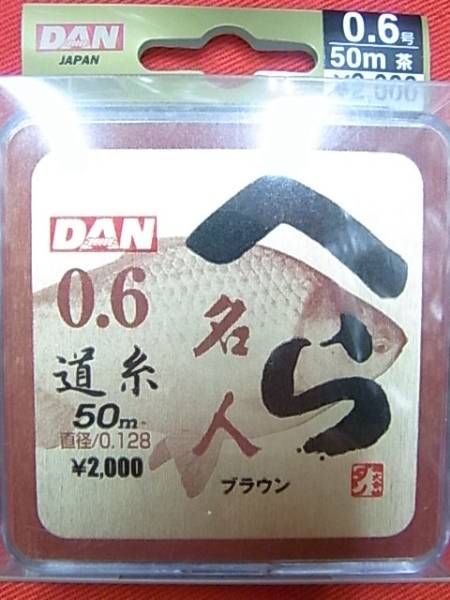 DAN
JAPAN
0.6号
50m 茶
¥2,000
DAN
0.6
道糸
50m
直径/0.128
¥2,000
へら
名人
ブラウン